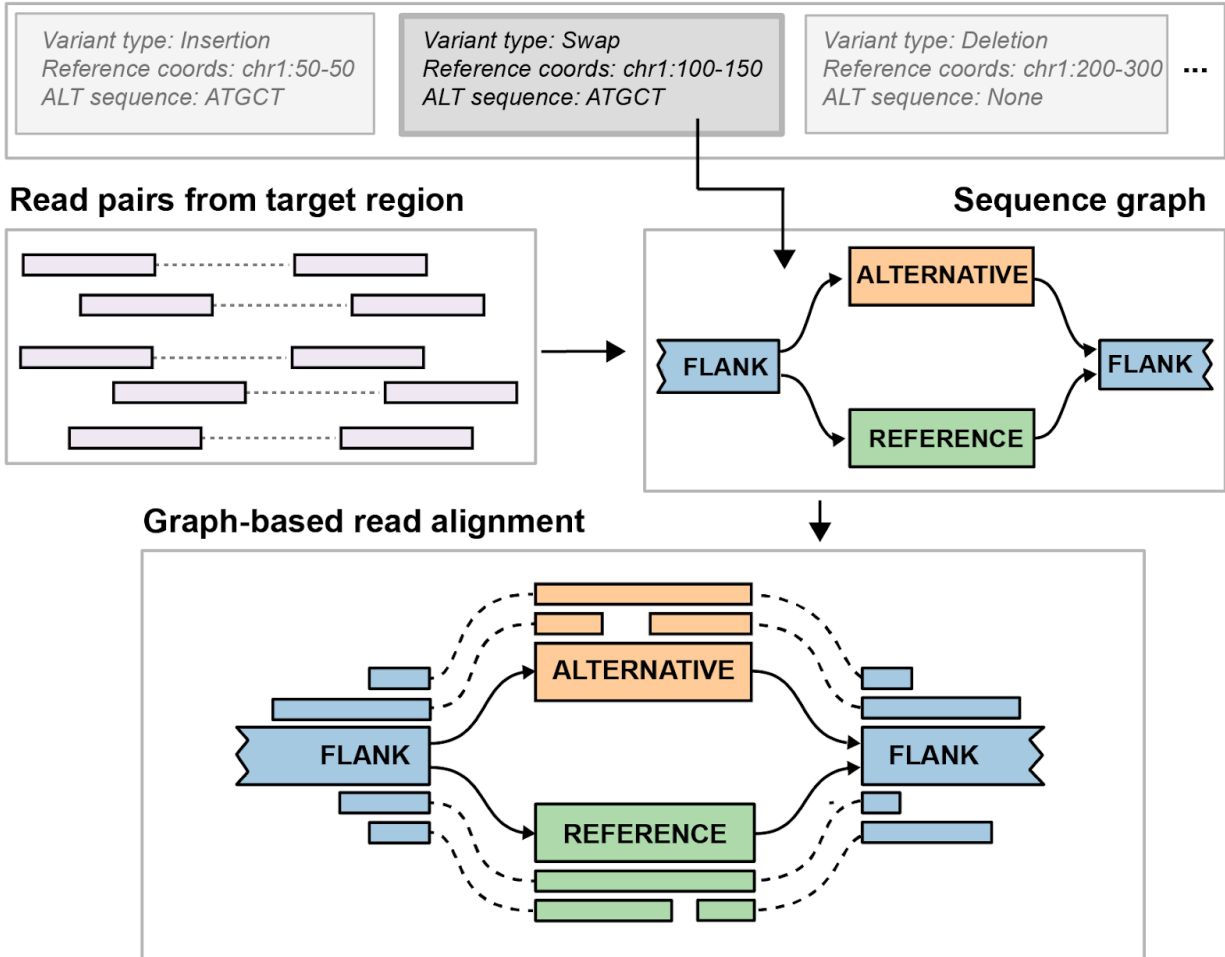 Variant type: Insertion
Reference coords: chr1:50-50
ALT sequence: ATGCT
Variant type: Swap
Reference coords: chr1:100-150
ALT sequence: ATGCT
Variant type: Deletion
Reference coords: chr1:200-300
ALT sequence: None
...
Read pairs from target region
Sequence graph
ALTERNATIVE
FLANK
FLANK
REFERENCE
Graph-based read alignment
ALTERNATIVE
FLANK
FLANK
REFERENCE